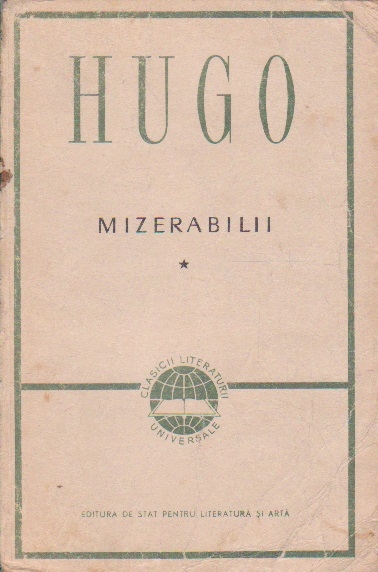 HUGO
MIZERABILII
★
CLASICII LITERATURII
UNIVERSALE
EDITURA DE STAT PENTRU LITERATURĂ ȘI ARTĂ